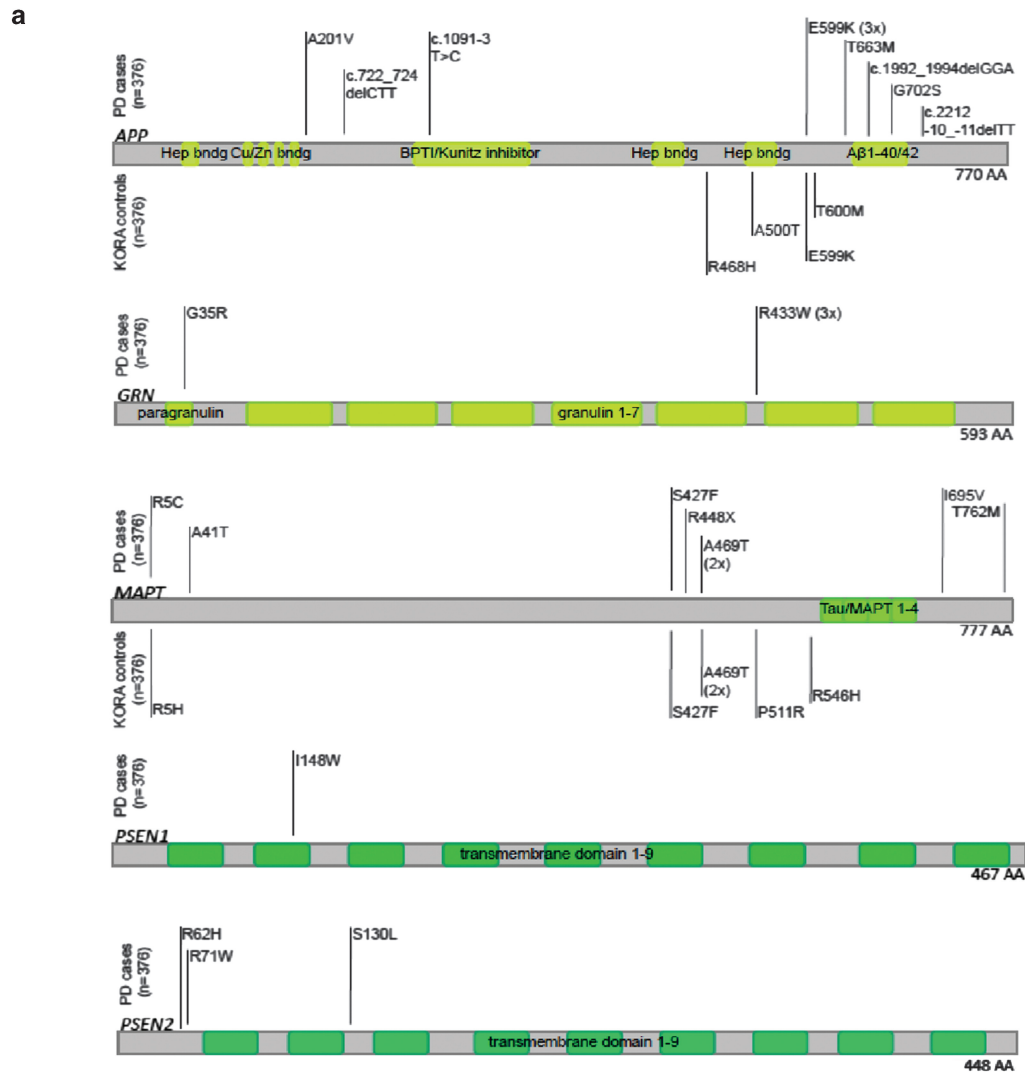 a
PD cases
(n=376)
A201V
c.722_724
delCTT
c.1091-3
T>C
E599K (3x)
T663M
c.1992_1994delGGA
G702S
c.2212
-10_-11delTT
APP
Hep bndg Cu/Zn bndg BPTI/Kunitz inhibitor Hep bndg Hep bndg Aβ1-40/42
770 AA
KORA controls
(n=376)
R468H
A500T
E599K
T600M
PD cases
(n=376)
G35R
R433W (3x)
GRN
paragranulin granulin 1-7
593 AA
PD cases
(n=376)
R5C
A41T
S427F
R448X
A469T
(2x)
I695V
T762M
MAPT
Tau/MAPT 1-4
777 AA
KORA controls
(n=376)
R5H
S427F
A469T
(2x)
P511R
R546H
PD cases
(n=376)
I148W
PSEN1
transmembrane domain 1-9
467 AA
PD cases
(n=376)
R62H
R71W
S130L
PSEN2
transmembrane domain 1-9
448 AA